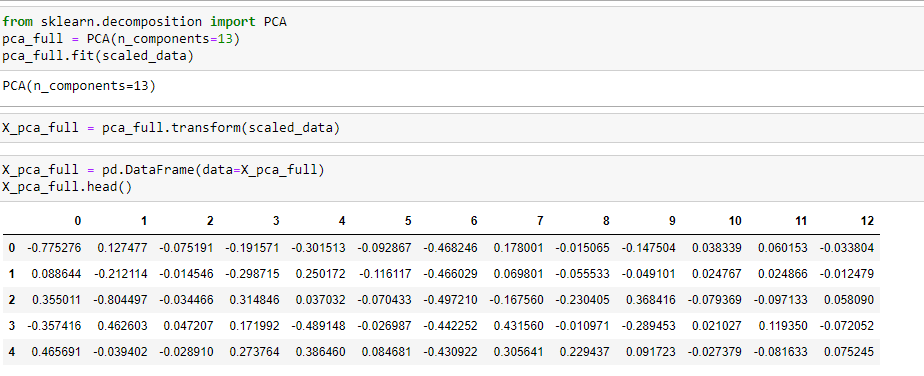 from sklearn.decomposition import PCA
pca_full = PCA(n_components=13)
pca_full.fit(scaled_data)
PCA(n_components=13)
X_pca_full = pca_full.transform(scaled_data)
X_pca_full = pd.DataFrame(data=X_pca_full)
X_pca_full.head()
0 1 2 3 4 5 6 7 8 9 10 11 12
0 -0.775276 0.127477 -0.075191 -0.191571 -0.301513 -0.092867 -0.468246 0.178001 -0.015065 -0.147504 0.038339 0.060153 -0.033804
1 0.088644 -0.212114 -0.014546 -0.298715 0.250172 -0.116117 -0.466029 0.069801 -0.055533 -0.049101 0.024767 0.024866 -0.012479
2 0.355011 -0.804497 -0.034466 0.314846 0.037032 -0.070433 -0.497210 -0.167560 -0.230405 0.368416 -0.079369 -0.097133 0.058090
3 -0.357416 0.462603 0.047207 0.171992 -0.489148 -0.026987 -0.442252 0.431560 -0.010971 -0.289453 0.021027 0.119350 -0.072052
4 0.465691 -0.039402 -0.028910 0.273764 0.386460 0.084681 -0.430922 0.305641 0.229437 0.091723 -0.027379 -0.081633 0.075245